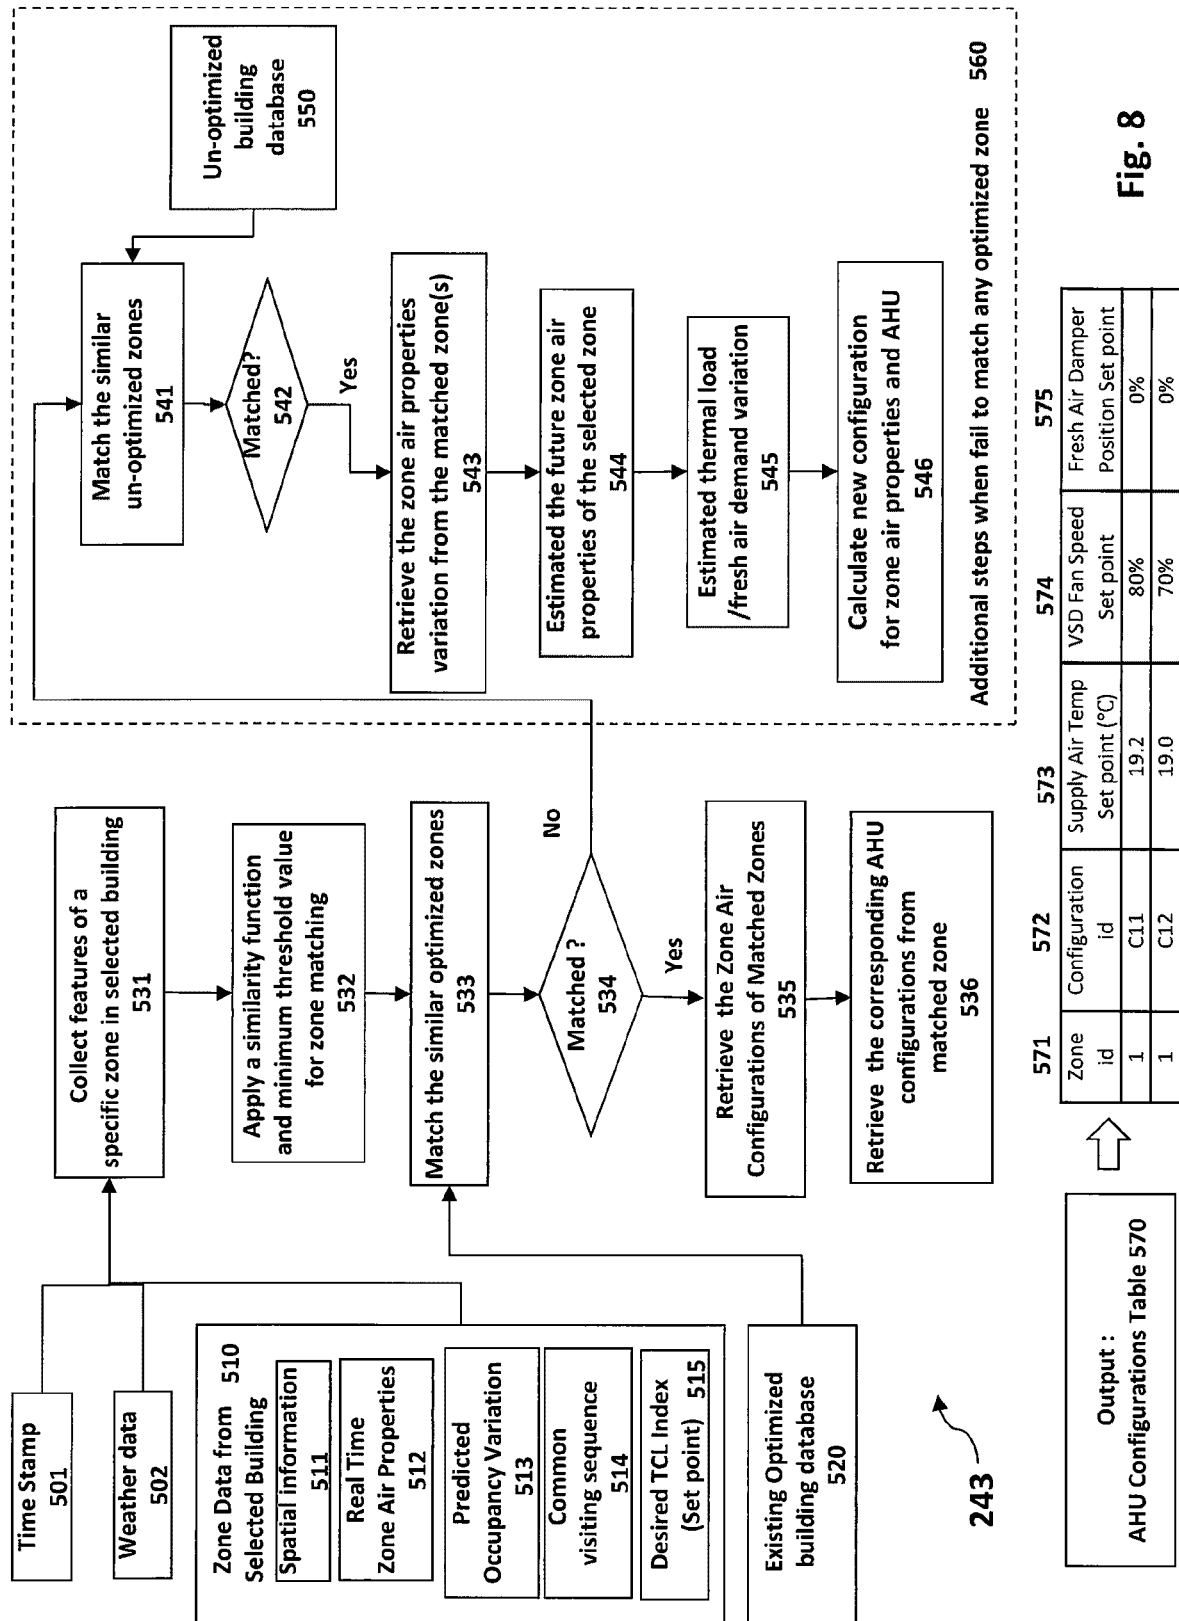 Time Stamp
501
Weather data
502
Zone Data from 510
Selected Building
Spatial information
511
Real Time
Zone Air Properties
512
Predicted
Occupancy Variation
513
Common
visiting sequence
514
Desired TCL Index
(Set point) 515
Existing Optimized
building database
520
Collect features of a
specific zone in selected building
531
Apply a similarity function
and minimum threshold value
for zone matching
532
Match the similar optimized zones
533
Matched ?
534
No
Yes
Retrieve the Zone Air
Configurations of Matched Zones
535
Retrieve the corresponding AHU
configurations from
matched zone
536
Match the similar
un-optimized zones
541
Un-optimized
building
database
550
Matched?
542
Yes
Retrieve the zone air properties
variation from the matched zone(s)
543
Estimated the future zone air
properties of the selected zone
544
Estimated thermal load
/fresh air demand variation
545
Calculate new configuration
for zone air properties and AHU
546
Additional steps when fail to match any optimized zone 560
243
Output :
AHU Configurations Table 570
571 572 573 574 575
Zone Configuration Supply Air Temp VSD Fan Speed Fresh Air Damper
id id Set point (°C) Set point Position Set point
1 C11 19.2 80% 0%
1 C12 19.0 70% 0%
Fig. 8